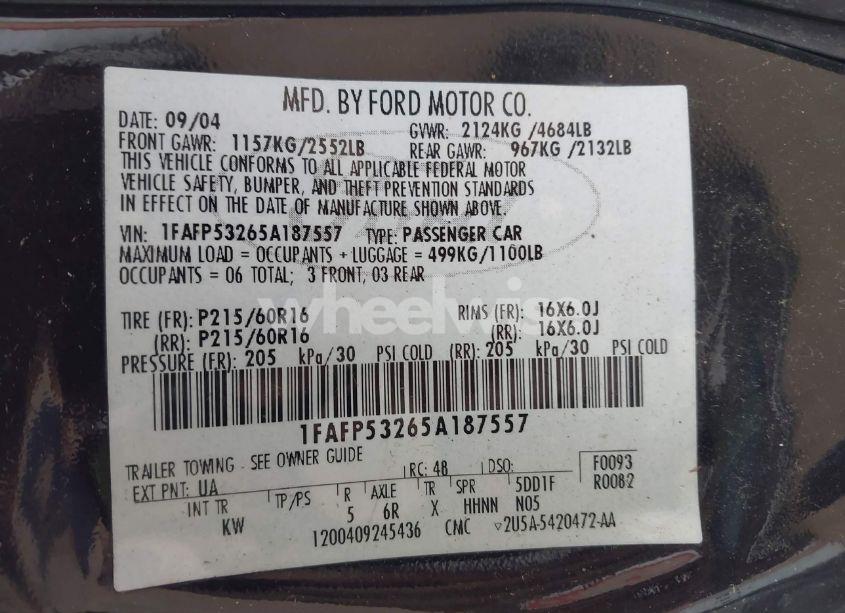 MFD. BY FORD MOTOR CO.
DATE: 09/04 GVWR: 2124KG /4684LB
FRONT GAWR: 1157KG/2552LB REAR GAWR: 967KG /2132LB
THIS VEHICLE CONFORMS TO ALL APPLICABLE FEDERAL MOTOR
VEHICLE SAFETY, BUMPER, AND THEFT PREVENTION STANDARDS
IN EFFECT ON THE DATE OF MANUFACTURE SHOWN ABOVE.
VIN: 1FAFP53265A187557 TYPE: PASSENGER CAR
MAXIMUM LOAD = OCCUPANTS + LUGGAGE = 499KG/1100LB
OCCUPANTS = 06 TOTAL; 3 FRONT, 03 REAR
wheelwis
TIRE (FR): P215/60R16 RIMS (FR): 16X6.0J
(RR): P215/60R16 (RR): 16X6.0J
PRESSURE (FR): 205 kPa/30 PSI COLD (RR): 205 kPa/30 PSI COLD
1FAFP53265A187557
TRAILER TOWING - SEE OWNER GUIDE
EXT PNT: UA RC: 48 DSO: F0093
INT TR TP/PS R AXLE TR SPR 5DD1F R0082
KW 5 6R X HHNN N05
1200409245436 CMC ▽2U5A-5420472-AA